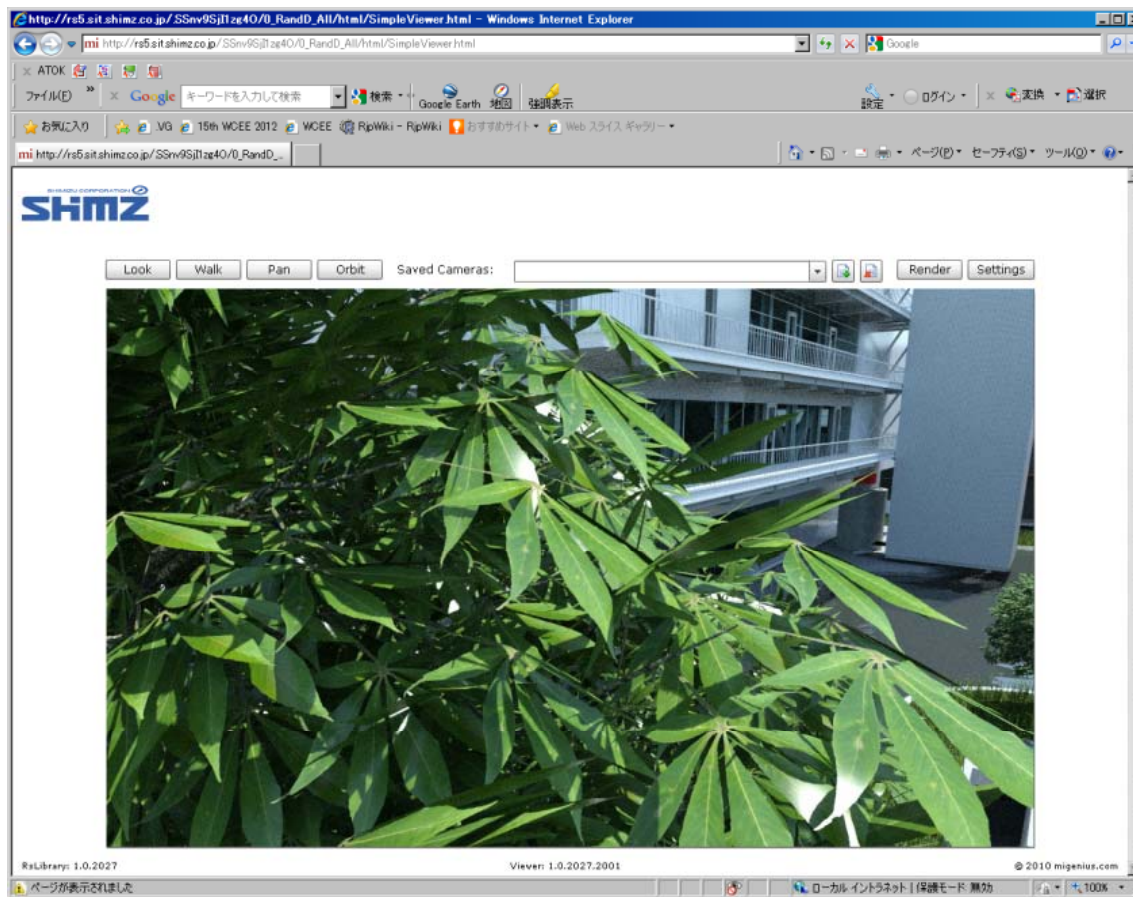 http://rs5.sit.shimz.co.jp/SSnv9SjI1zg4O/0_RandD_All/html/SimpleViewer.html - Windows Internet Explorer
mi http://rs5.sit.shimz.co.jp/SSnv9SjI1zg4O/0_RandD_All/html/SimpleViewer.html Google
× ATOK
ファイル(F) » × Google キーワードを入力して検索 検索 Google Earth 地図 強調表示 設定 ログイン × 変換 選択
お気に入り .VG 15th WCEE 2012 WCEE RipWiki - RipWiki おすすめサイト Web スライス ギャラリー
mi http://rs5.sit.shimz.co.jp/SSnv9SjI1zg4O/0_RandD_... ページ(P) セーフティ(S) ツール(O)
SHIMIZU CORPORATION
SHIMZ
Look Walk Pan Orbit Saved Cameras: Render Settings
RsLibrary: 1.0.2027 Viewer: 1.0.2027.2001 © 2010 migenius.com
ページが表示されました ローカル イントラネット | 保護モード: 無効 100%